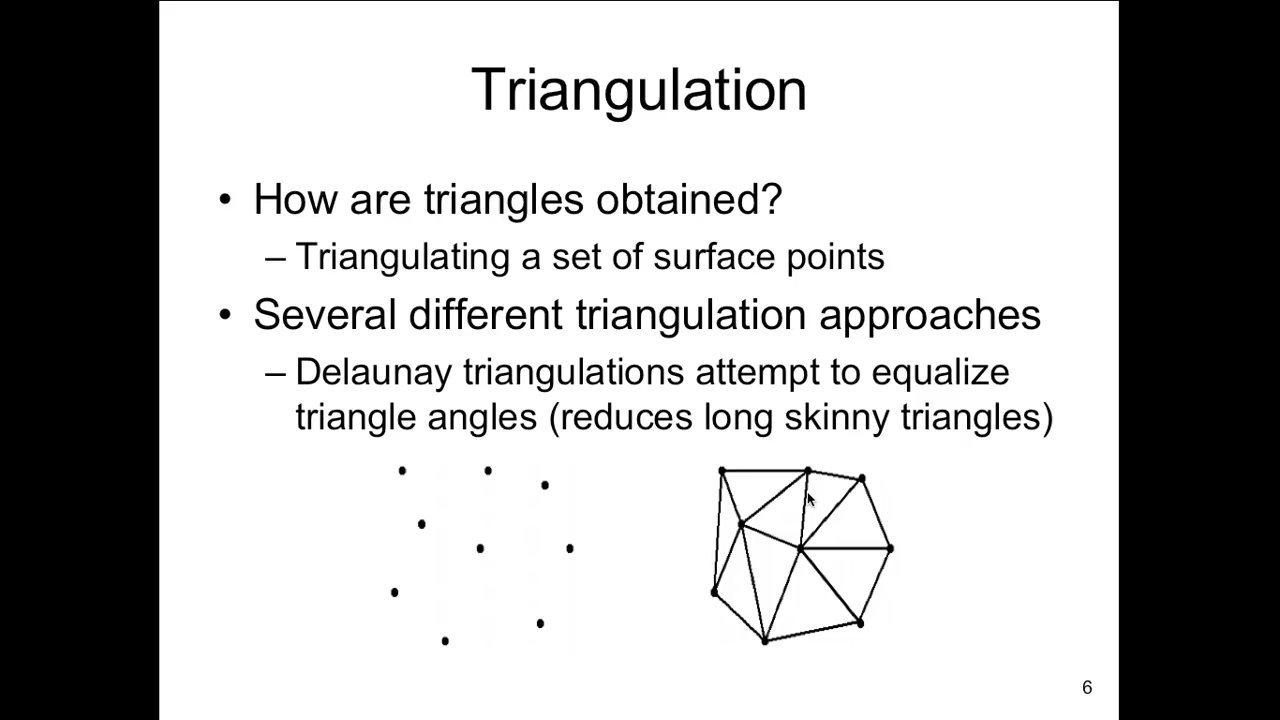 Triangulation
• How are triangles obtained?
– Triangulating a set of surface points
• Several different triangulation approaches
– Delaunay triangulations attempt to equalize
triangle angles (reduces long skinny triangles)
6